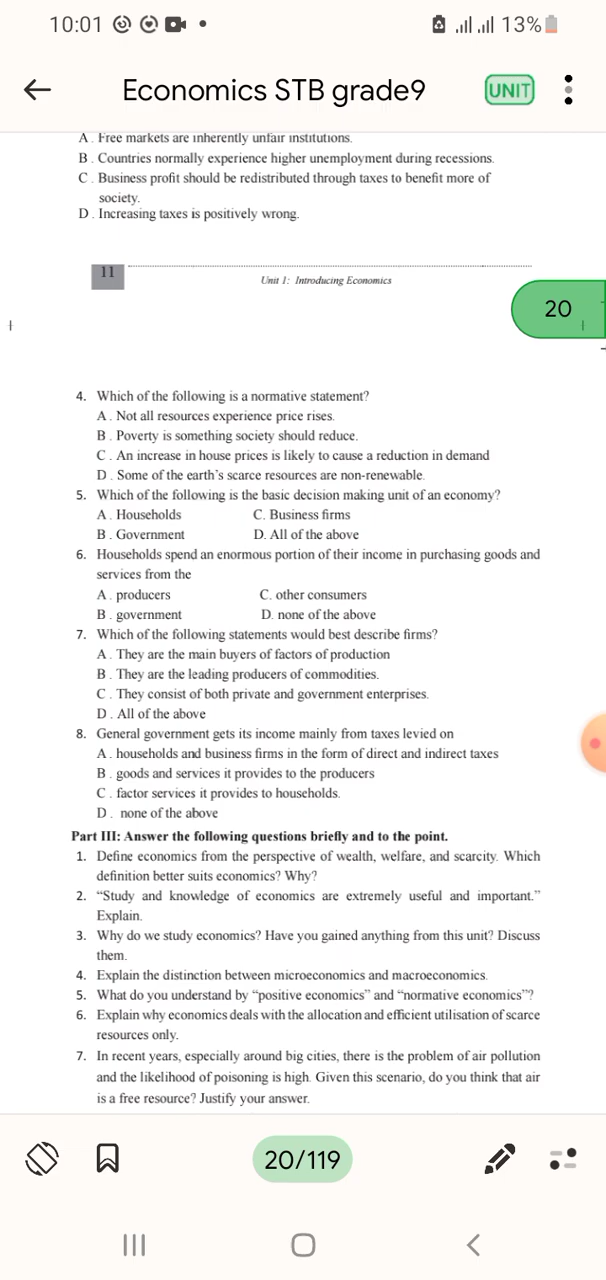 10:01
13%
Economics STB grade9
UNIT
A. Free markets are inherently unfair institutions.
B. Countries normally experience higher unemployment during recessions.
C. Business profit should be redistributed through taxes to benefit more of
society.
D. Increasing taxes is positively wrong.
11
Unit 1: Introducing Economics
20
4. Which of the following is a normative statement?
A. Not all resources experience price rises.
B. Poverty is something society should reduce.
C. An increase in house prices is likely to cause a reduction in demand
D. Some of the earth's scarce resources are non-renewable.
5. Which of the following is the basic decision making unit of an economy?
A. Households C. Business firms
B. Government D. All of the above
6. Households spend an enormous portion of their income in purchasing goods and
services from the
A. producers C. other consumers
B. government D. none of the above
7. Which of the following statements would best describe firms?
A. They are the main buyers of factors of production
B. They are the leading producers of commodities.
C. They consist of both private and government enterprises.
D. All of the above
8. General government gets its income mainly from taxes levied on
A. households and business firms in the form of direct and indirect taxes
B. goods and services it provides to the producers
C. factor services it provides to households.
D. none of the above
Part III: Answer the following questions briefly and to the point.
1. Define economics from the perspective of wealth, welfare, and scarcity. Which
definition better suits economics? Why?
2. “Study and knowledge of economics are extremely useful and important.”
Explain.
3. Why do we study economics? Have you gained anything from this unit? Discuss
them.
4. Explain the distinction between microeconomics and macroeconomics.
5. What do you understand by “positive economics” and “normative economics”?
6. Explain why economics deals with the allocation and efficient utilisation of scarce
resources only.
7. In recent years, especially around big cities, there is the problem of air pollution
and the likelihood of poisoning is high. Given this scenario, do you think that air
is a free resource? Justify your answer.
20/119